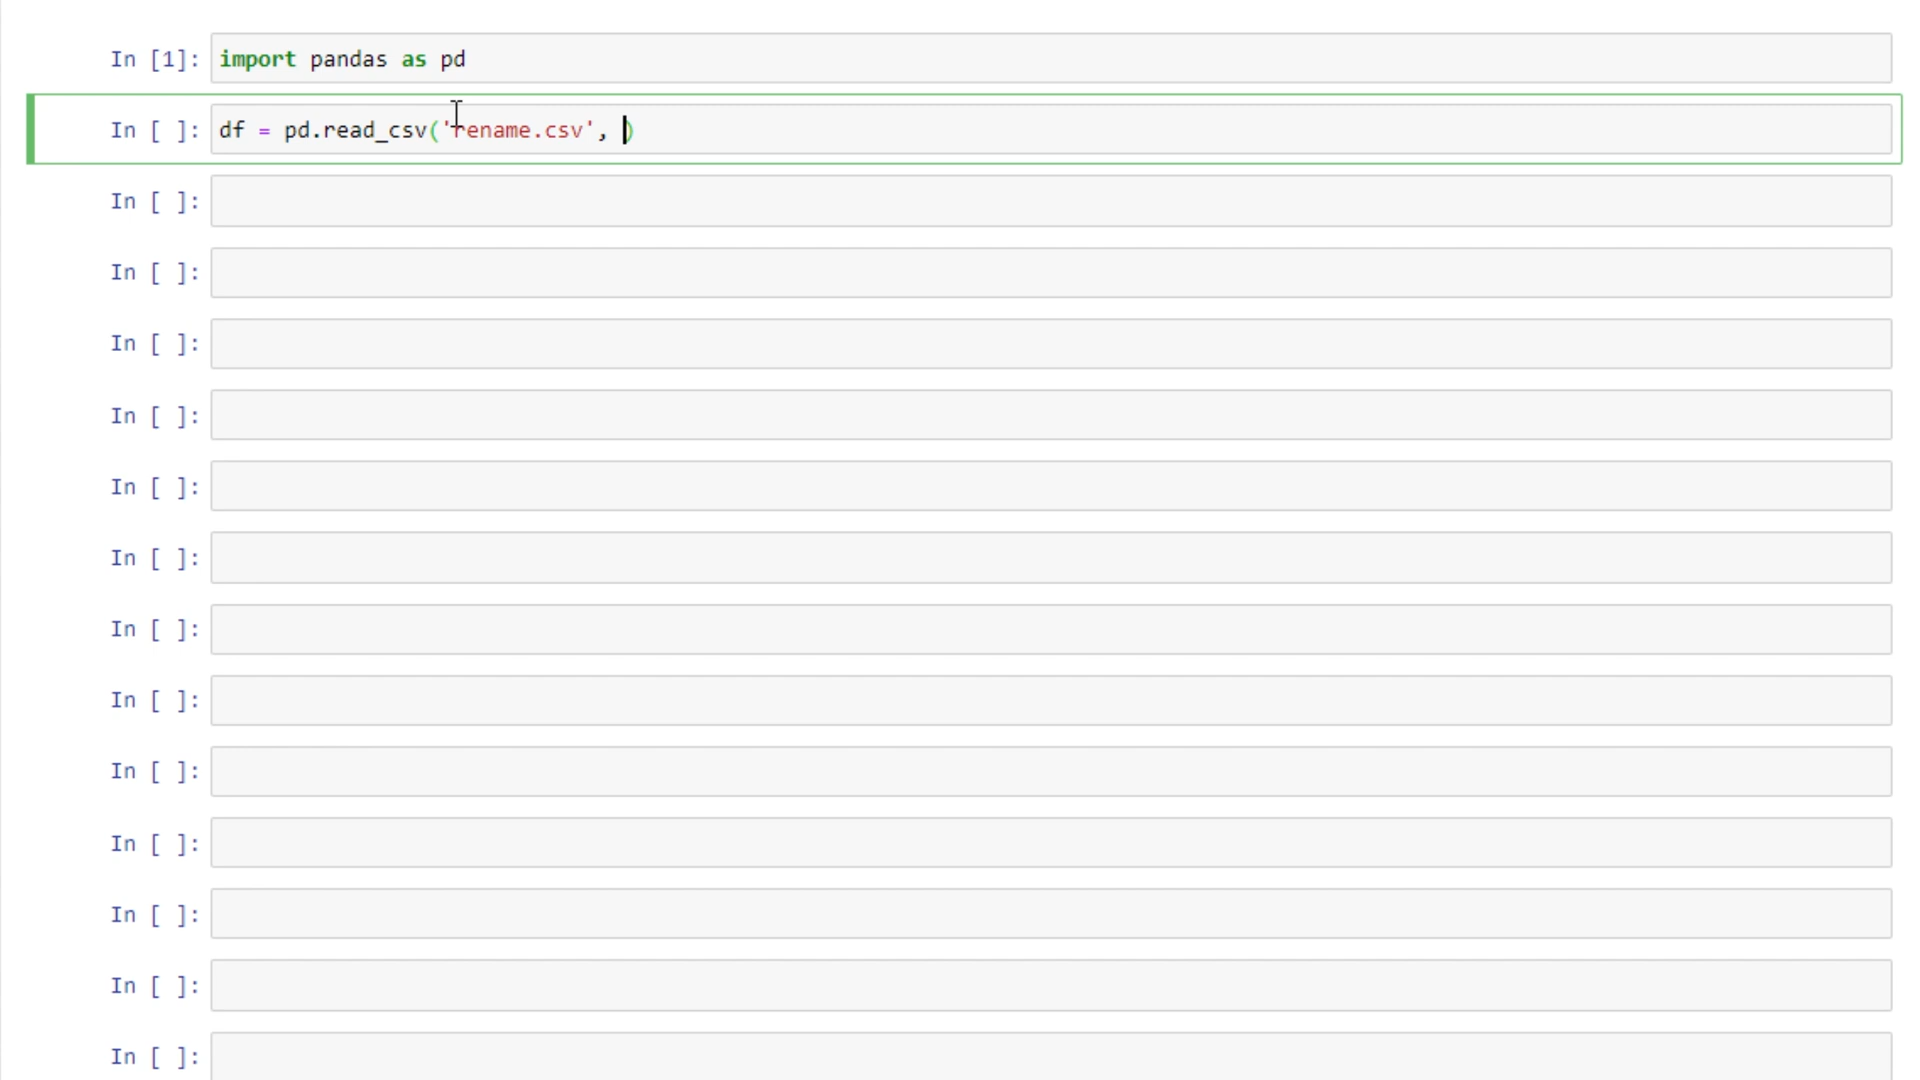 In [1]: import pandas as pd
In [ ]: df = pd.read_csv('rename.csv', )
In [ ]:
In [ ]:
In [ ]:
In [ ]:
In [ ]:
In [ ]:
In [ ]:
In [ ]:
In [ ]:
In [ ]:
In [ ]:
In [ ]:
In [ ]: